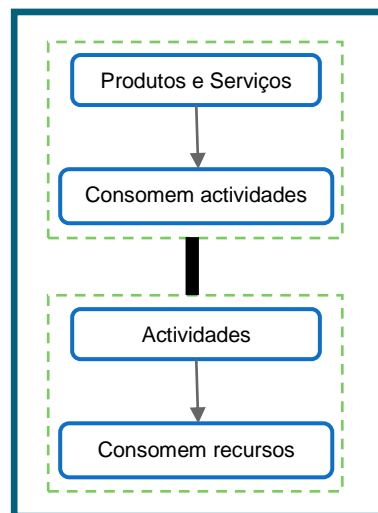 Produtos e Serviços
Consomem actividades
Actividades
Consomem recursos